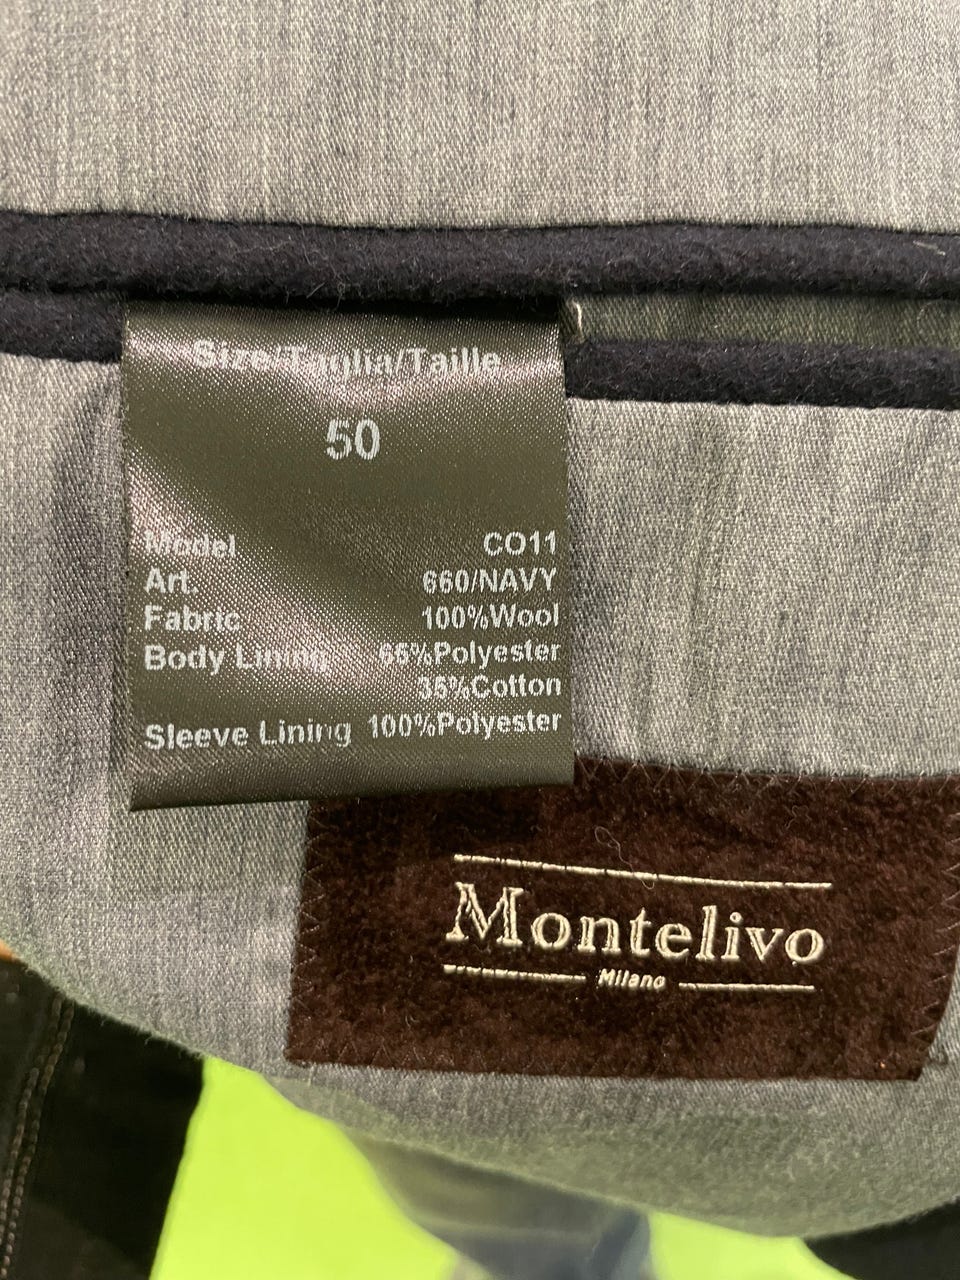 Size/Taglia/Taille
50
Model CO11
Art. 660/NAVY
Fabric 100%Wool
Body Lining 65%Polyester
35%Cotton
Sleeve Lining 100%Polyester
Montelivo
Milano